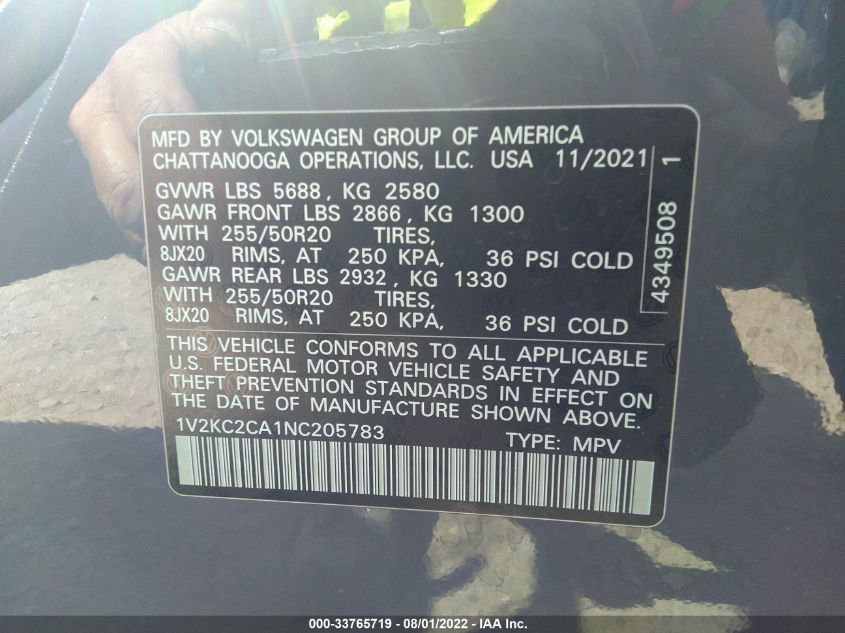 MFD BY VOLKSWAGEN GROUP OF AMERICA
CHATTANOOGA OPERATIONS, LLC. USA 11/2021
GVWR LBS 5688, KG 2580
GAWR FRONT LBS 2866, KG 1300
WITH 255/50R20 TIRES,
8JX20 RIMS, AT 250 KPA, 36 PSI COLD
GAWR REAR LBS 2932, KG 1330
WITH 255/50R20 TIRES,
8JX20 RIMS, AT 250 KPA, 36 PSI COLD
4349508 1
THIS VEHICLE CONFORMS TO ALL APPLICABLE
U.S. FEDERAL MOTOR VEHICLE SAFETY AND
THEFT PREVENTION STANDARDS IN EFFECT ON
THE DATE OF MANUFACTURE SHOWN ABOVE.
1V2KC2CA1NC205783 TYPE: MPV
000-33765719 - 08/01/2022 - IAA Inc.